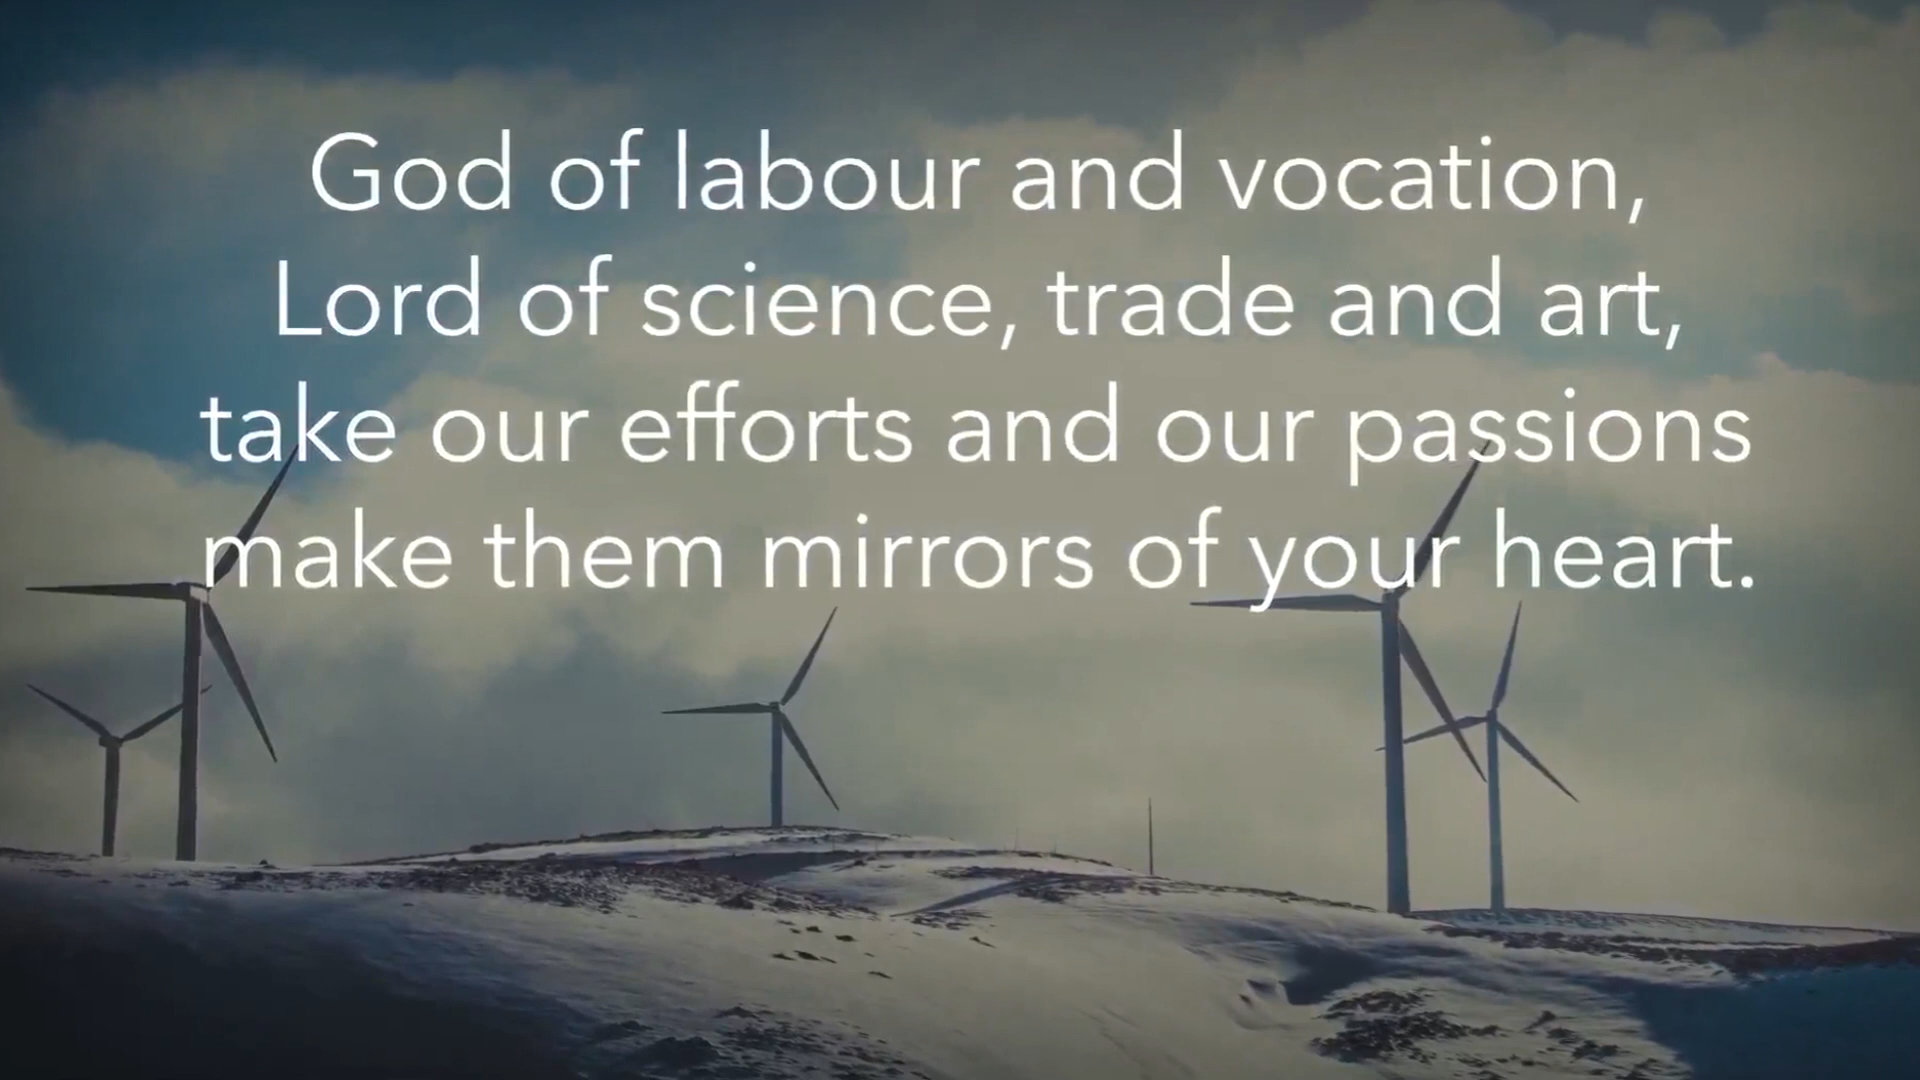 God of labour and vocation,
Lord of science, trade and art,
take our efforts and our passions
make them mirrors of your heart.